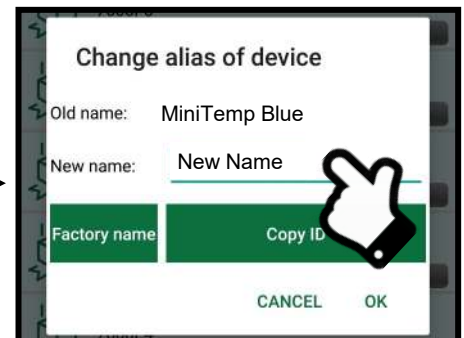 Change alias of device
Old name: MiniTemp Blue
New name: New Name
Factory name Copy ID
CANCEL OK